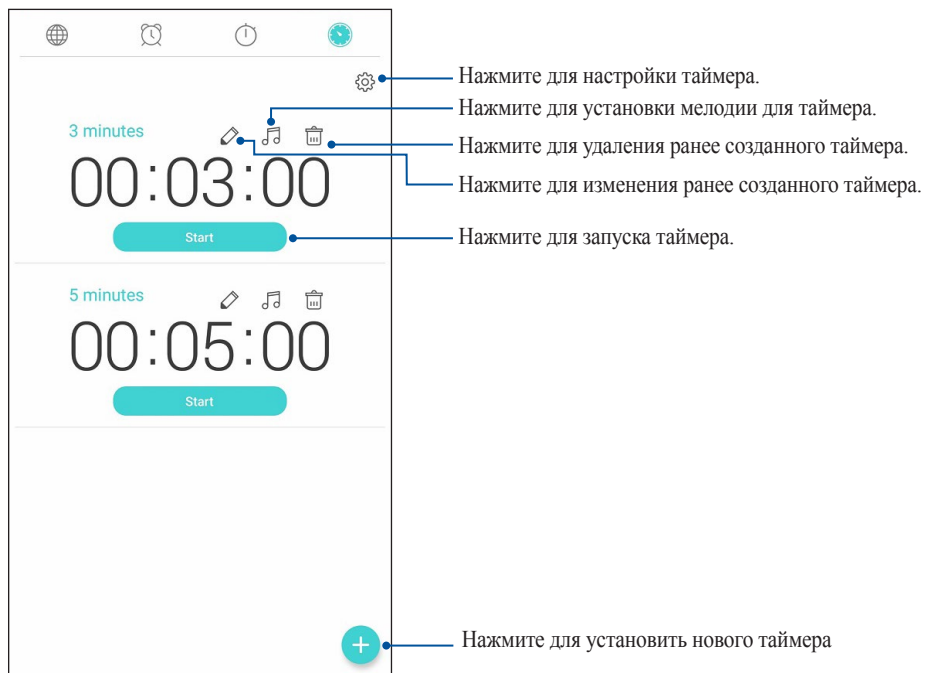 Нажмите для настройки таймера.
Нажмите для установки мелодии для таймера.
3 minutes
Нажмите для удаления ранее созданного таймера.
00:03:00
Нажмите для изменения ранее созданного таймера.
Start
Нажмите для запуска таймера.
5 minutes
00:05:00
Start
Нажмите для установить нового таймера